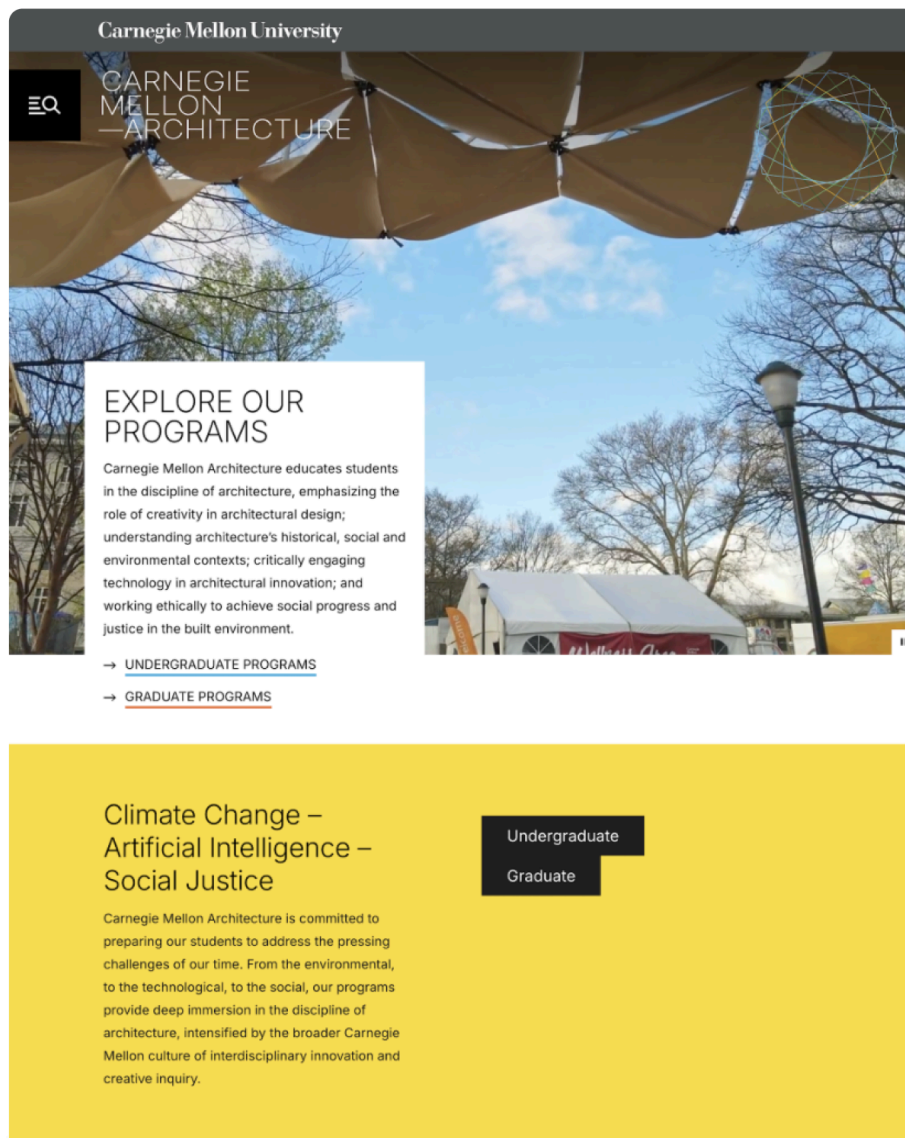 Carnegie Mellon University
CARNEGIE
MELLON
—ARCHITECTURE
EXPLORE OUR
PROGRAMS
Carnegie Mellon Architecture educates students
in the discipline of architecture, emphasizing the
role of creativity in architectural design;
understanding architecture's historical, social and
environmental contexts; critically engaging
technology in architectural innovation; and
working ethically to achieve social progress and
justice in the built environment.
→ UNDERGRADUATE PROGRAMS
→ GRADUATE PROGRAMS
Wellness Area
Climate Change –
Artificial Intelligence –
Social Justice
Carnegie Mellon Architecture is committed to
preparing our students to address the pressing
challenges of our time. From the environmental,
to the technological, to the social, our programs
provide deep immersion in the discipline of
architecture, intensified by the broader Carnegie
Mellon culture of interdisciplinary innovation and
creative inquiry.
Undergraduate
Graduate